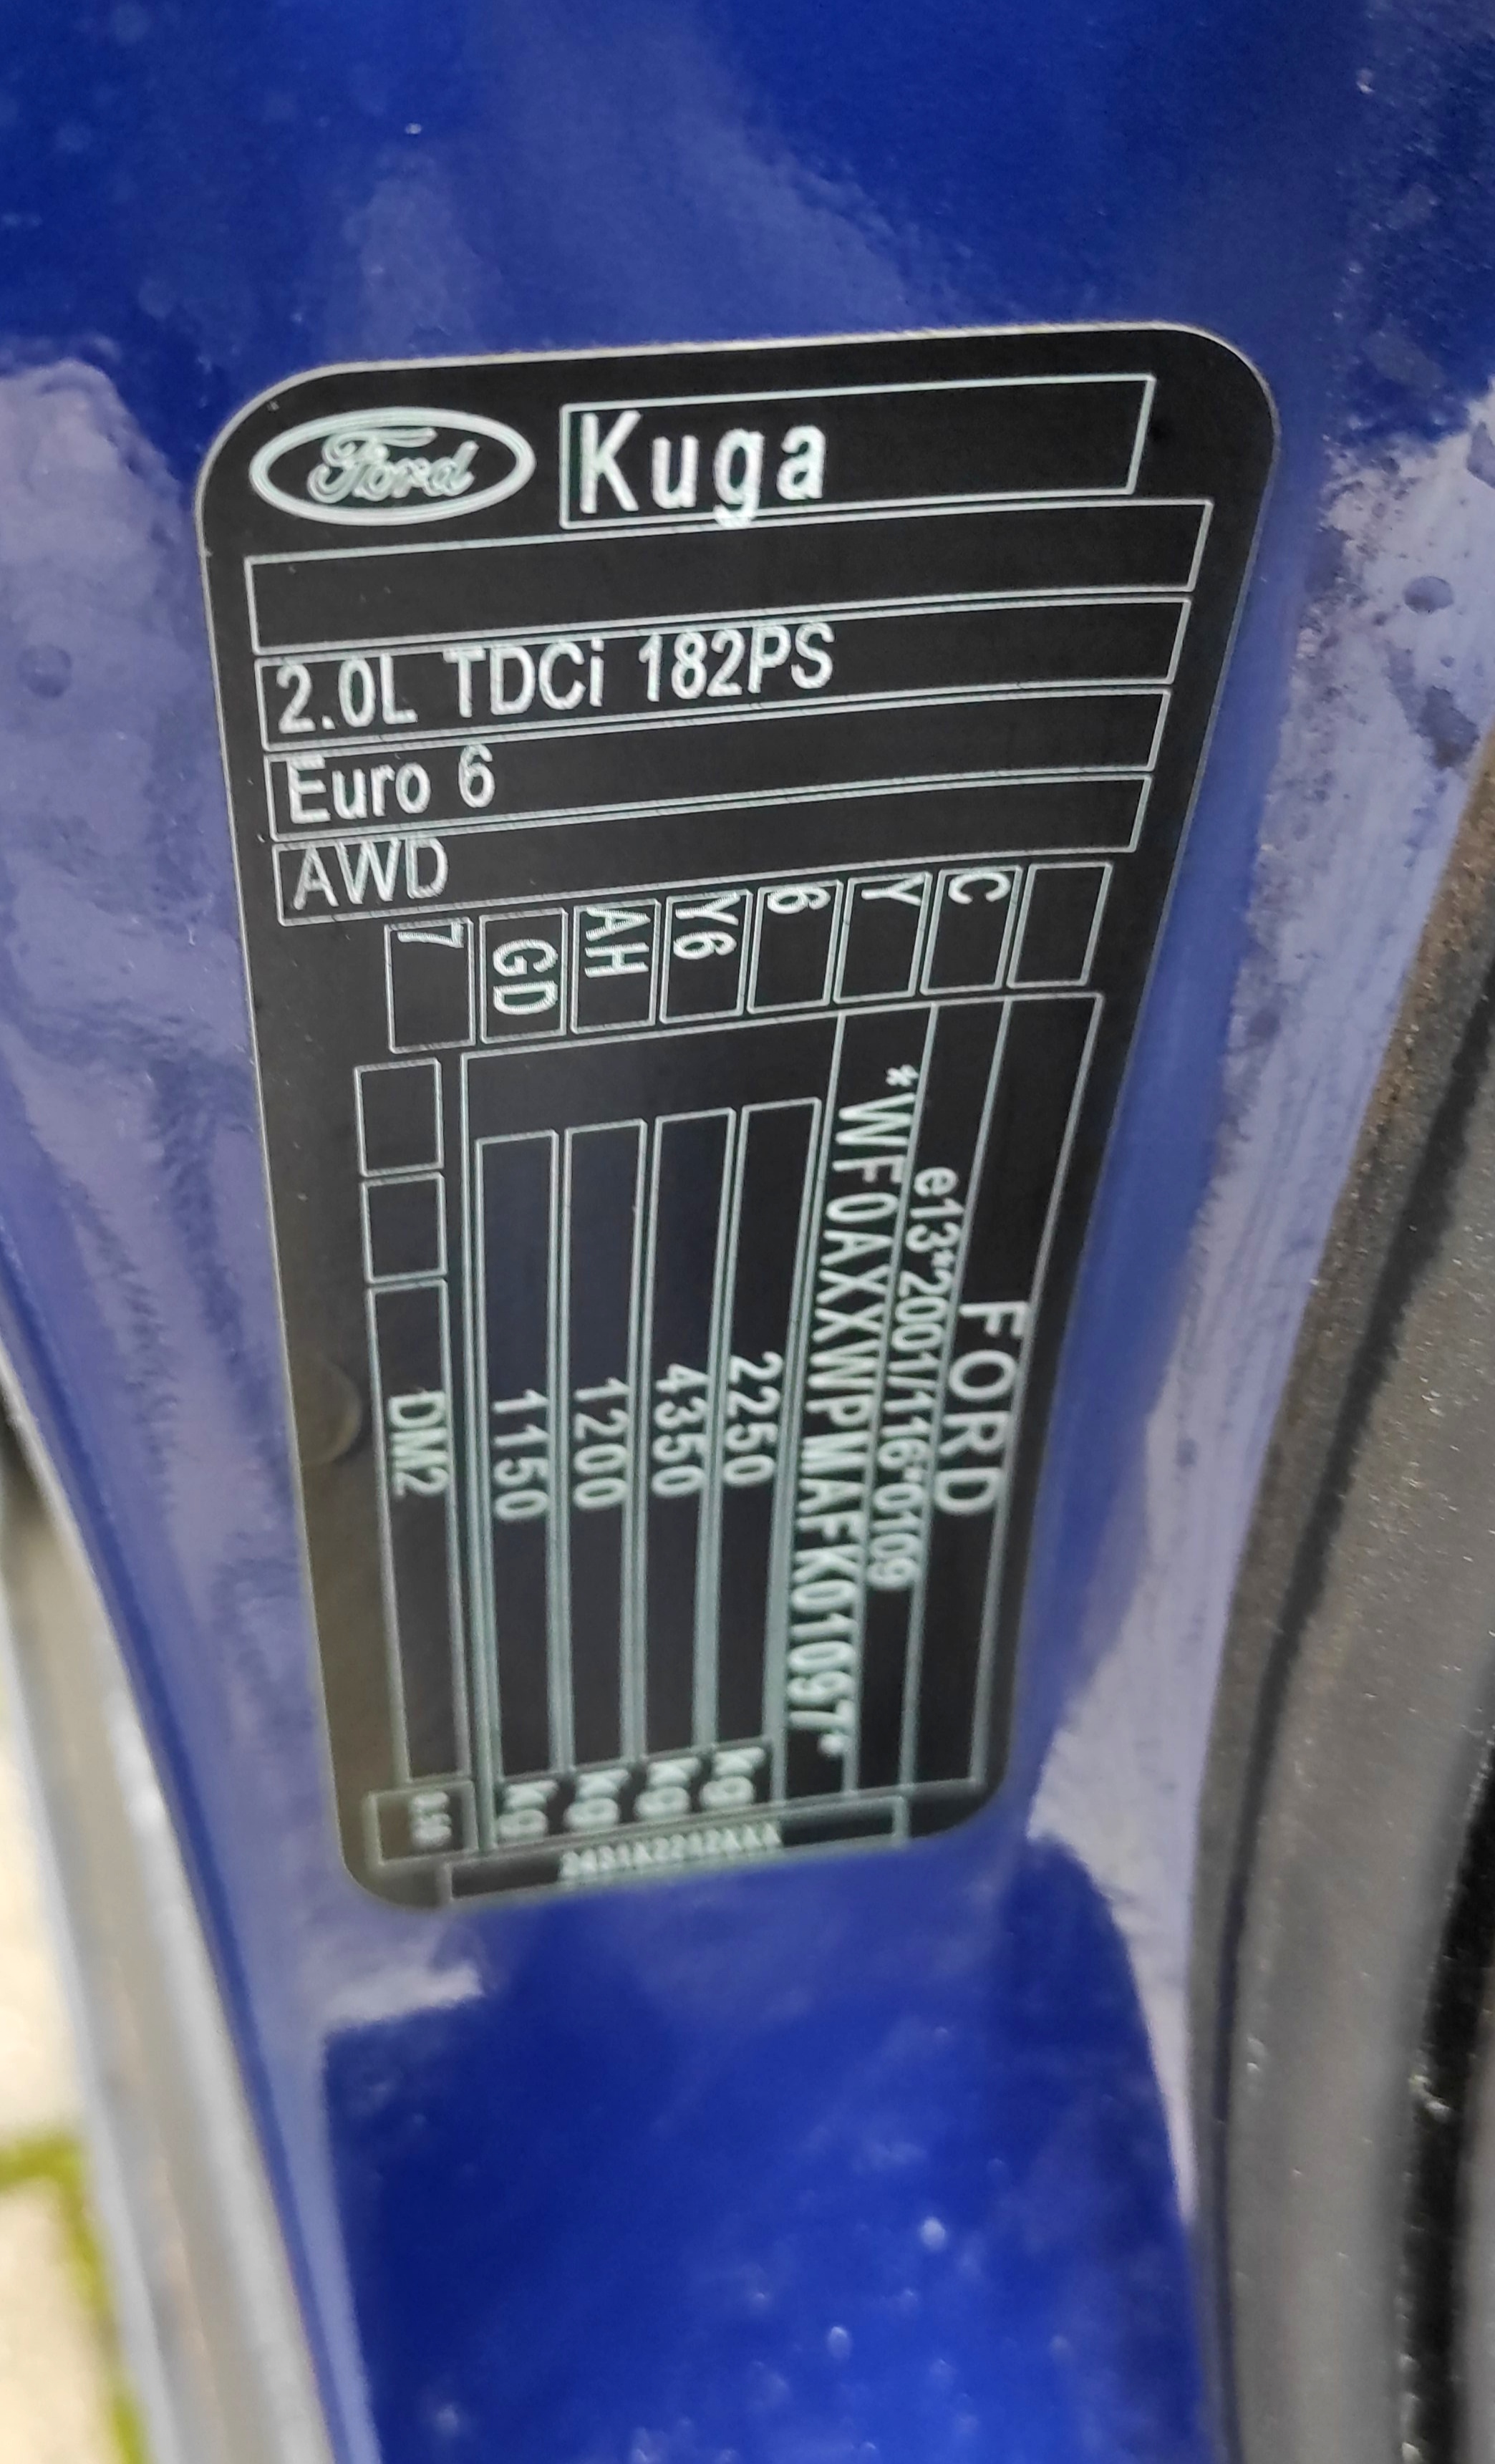 Ford
Kuga
2.0L TDCi 182PS
Euro 6
AWD
C
Y
6
Y6
AH
GD
7
FORD
e13*2001/116*0109
*WF0AXXWPMAFK01097*
2250 kg
4350 kg
1200 kg
1150 kg
DM2